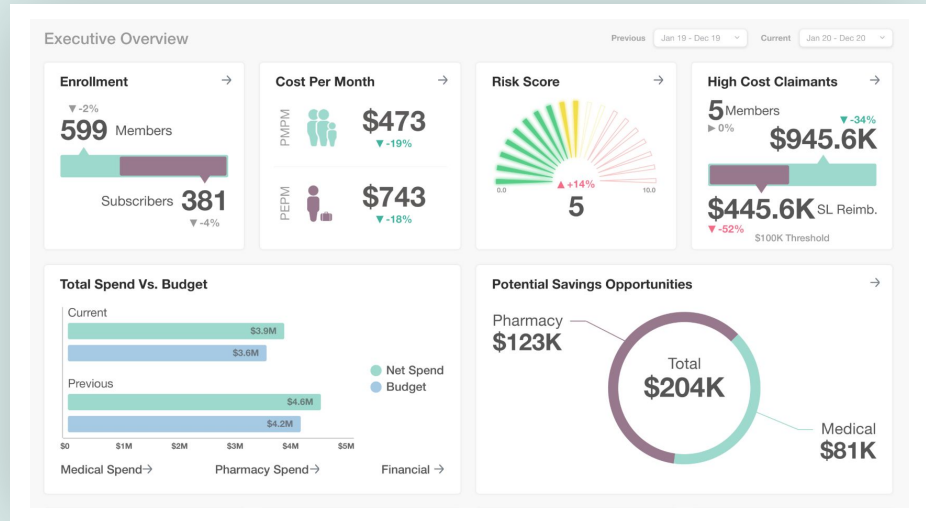 Executive Overview
Previous Jan 19 - Dec 19 Current Jan 20 - Dec 20
Enrollment →
▼-2%
599 Members
Subscribers 381
▼-4%
Cost Per Month →
PMPM
$473
▼-19%
PEPM
$743
▼-18%
Risk Score →
0.0
10.0
▲+14%
5
High Cost Claimants →
5 Members
▶0%
▼-34%
$945.6K
$445.6K SL Reimb.
▼-52%
$100K Threshold
Total Spend Vs. Budget
Current
$3.9M
$3.6M
Previous
$4.6M
$4.2M
$0 $1M $2M $3M $4M $5M
Net Spend
Budget
Medical Spend→ Pharmacy Spend→ Financial →
Potential Savings Opportunities →
Pharmacy
$123K
Total
$204K
Medical
$81K